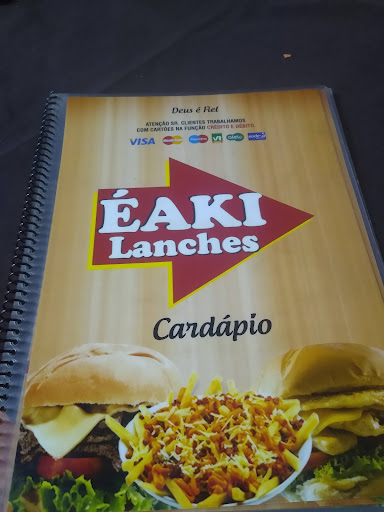 Deus é Fiel
ATENÇÃO SR. CLIENTES TRABALHAMOS
COM CARTÕES NA FUNÇÃO CRÉDITO E DÉBITO.
VISA
ÉAKI
Lanches
Cardápio